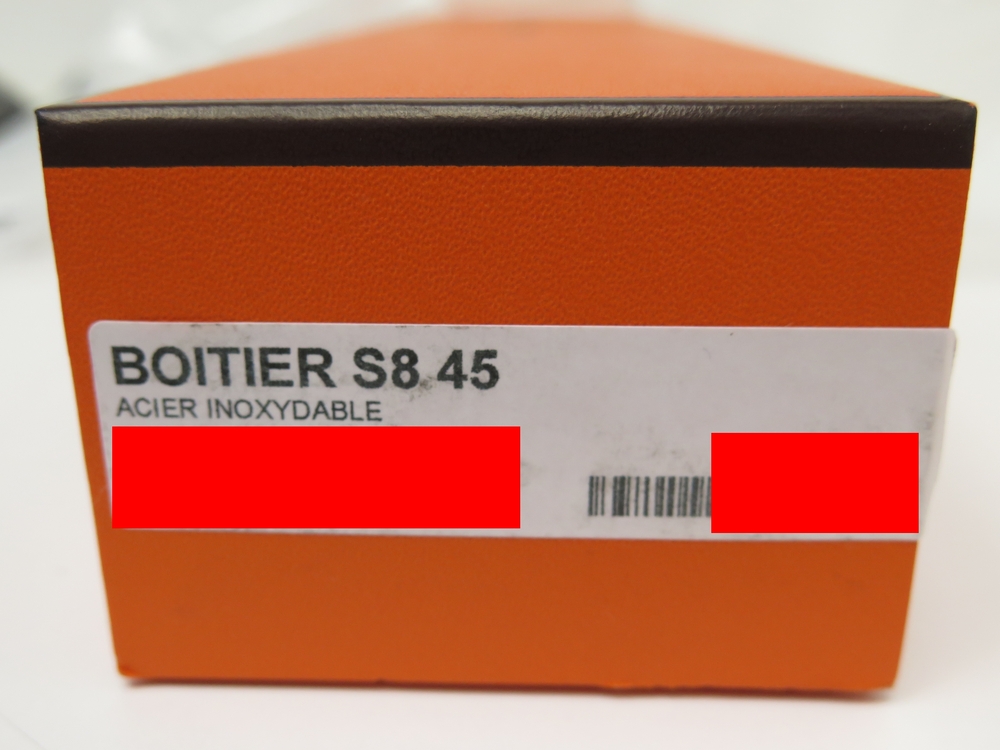 BOITIER S8 45
ACIER INOXYDABLE